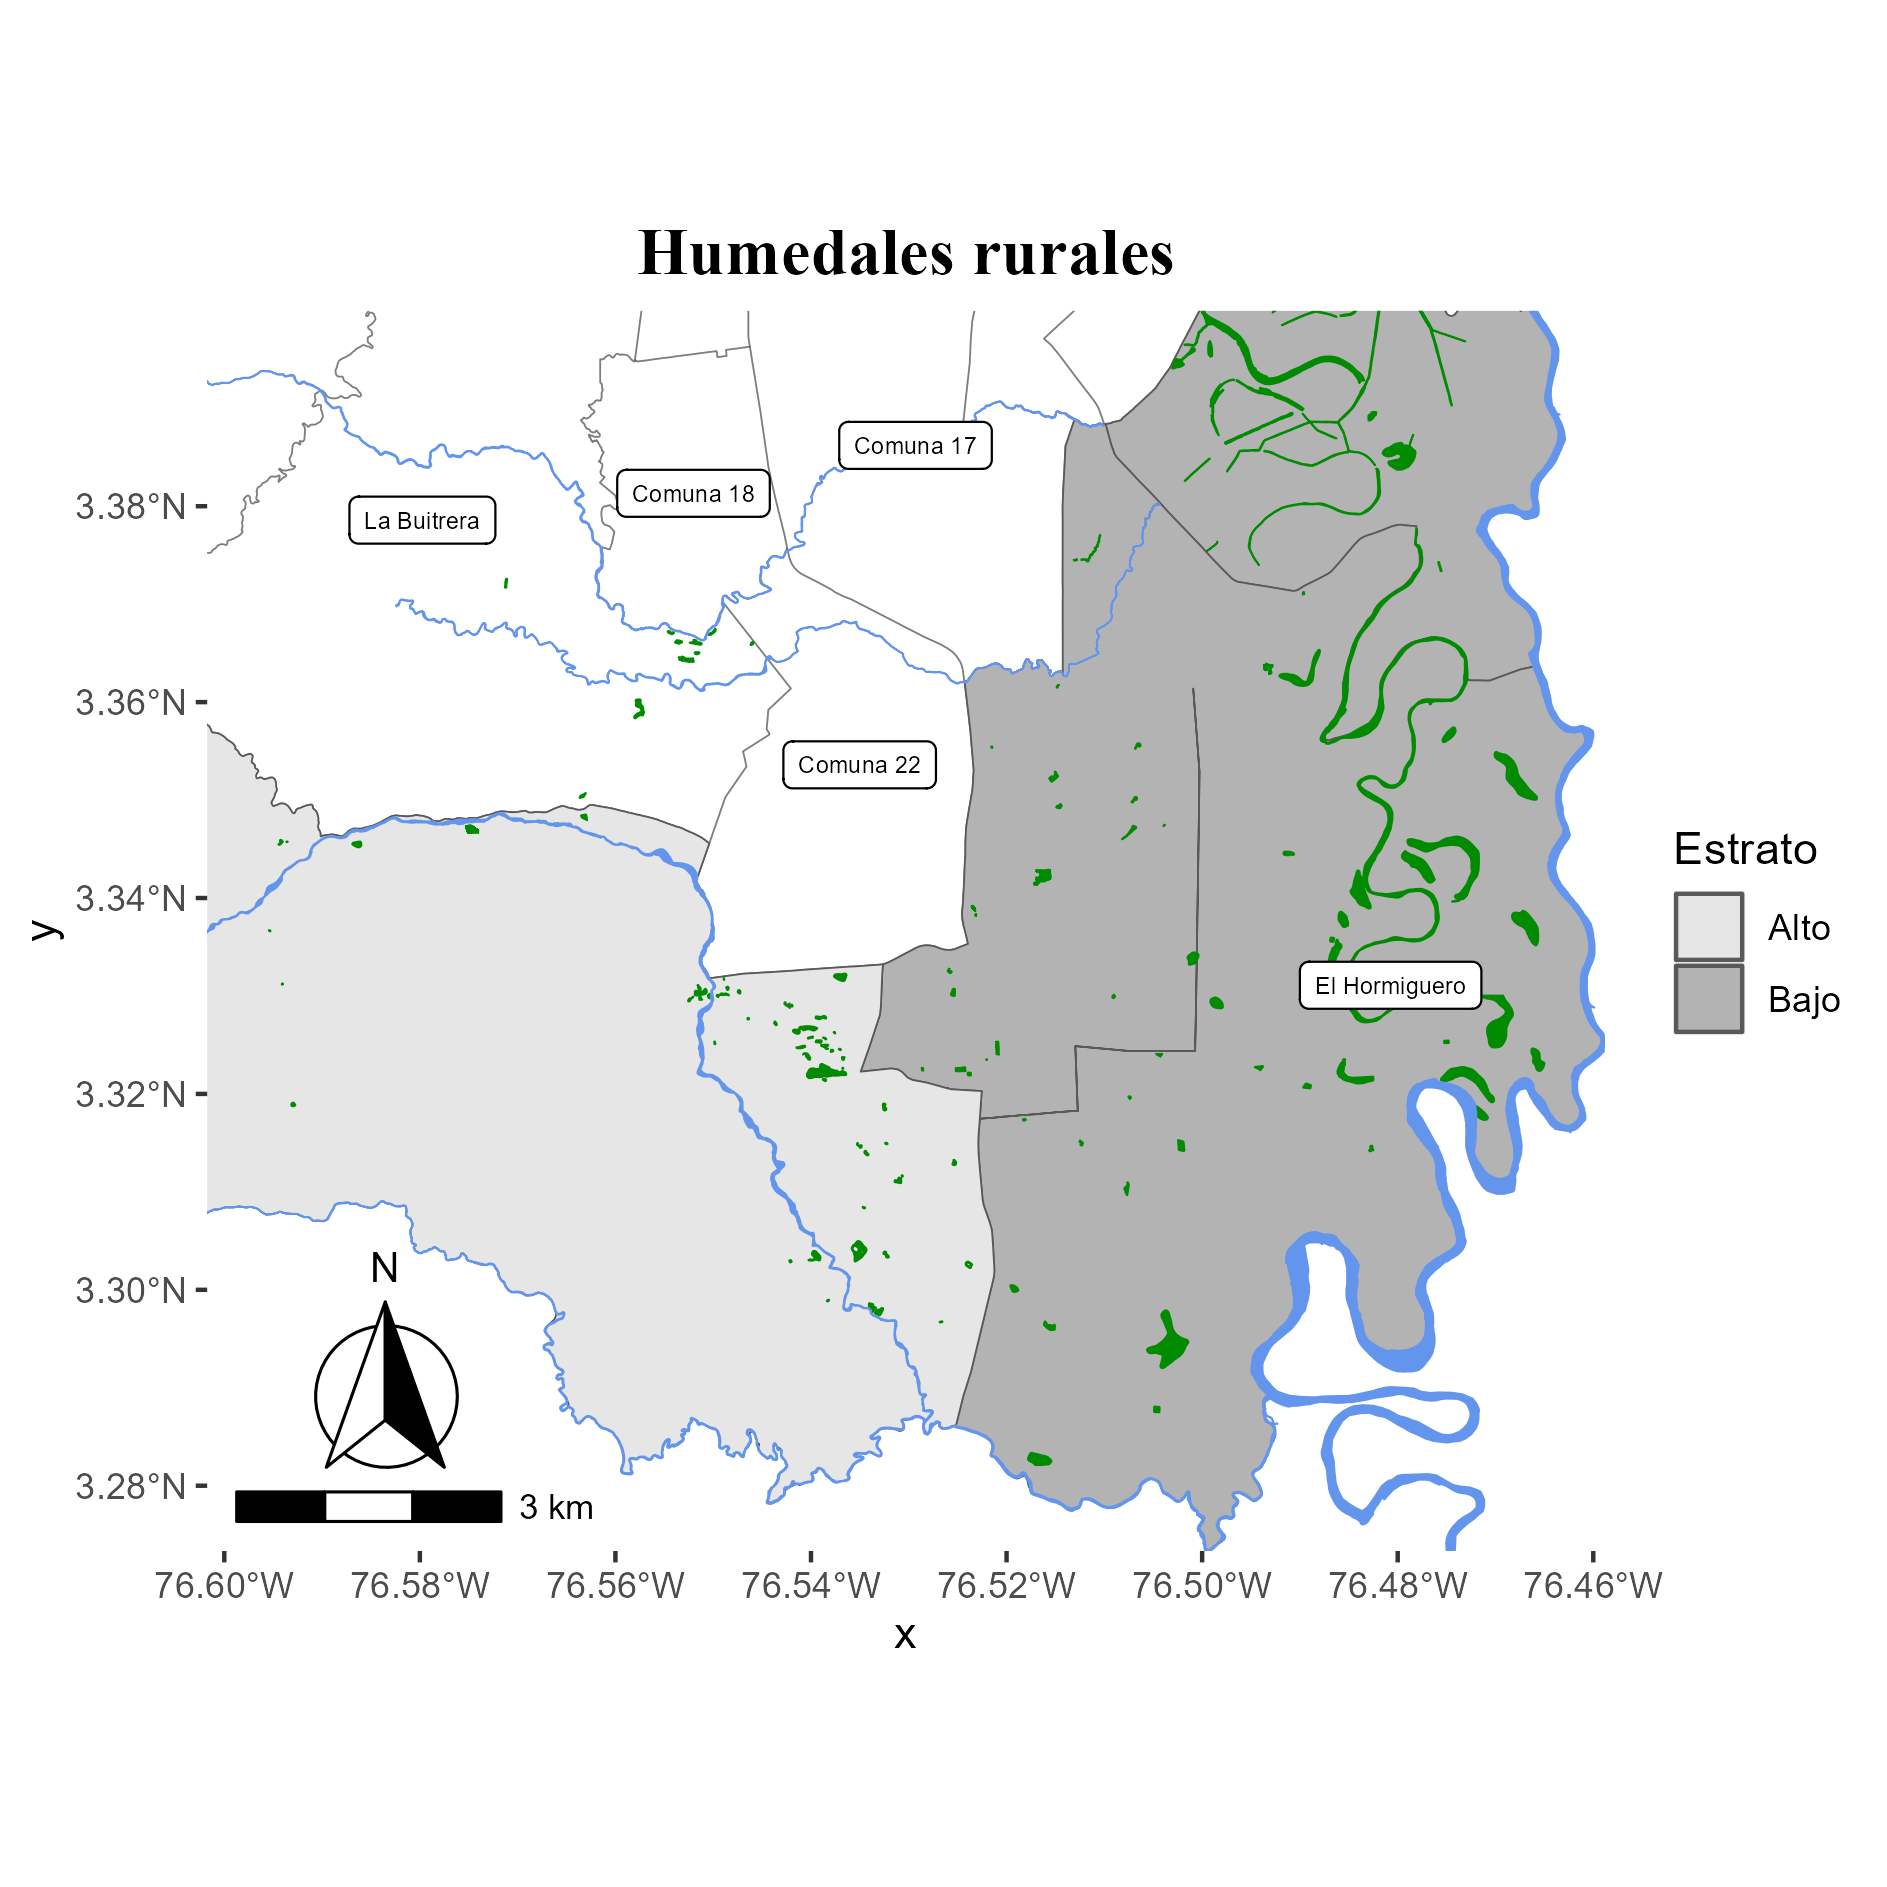 Humedales rurales
Comuna 17
Comuna 18
La Buitrera
Comuna 22
El Hormiguero
3.38°N
3.36°N
3.34°N
3.32°N
3.30°N
3.28°N
y
N
3 km
76.60°W 76.58°W 76.56°W 76.54°W 76.52°W 76.50°W 76.48°W 76.46°W
x
Estrato
Alto
Bajo